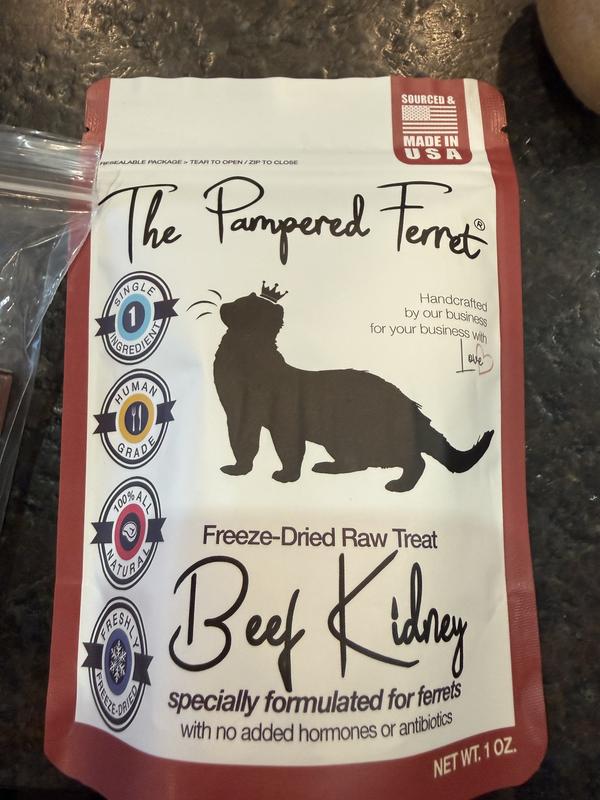 SOURCED &
MADE IN
USA
RESEALABLE PACKAGE > TEAR TO OPEN / ZIP TO CLOSE
The Pampered Ferret®
SINGLE
1
INGREDIENT
Handcrafted
by our business
for your business with
Love
HUMAN
GRADE
100% ALL
NATURAL
FRESHLY
FREEZE-DRIED
Freeze-Dried Raw Treat
Beef Kidney
specially formulated for ferrets
with no added hormones or antibiotics
NET WT. 1 OZ.